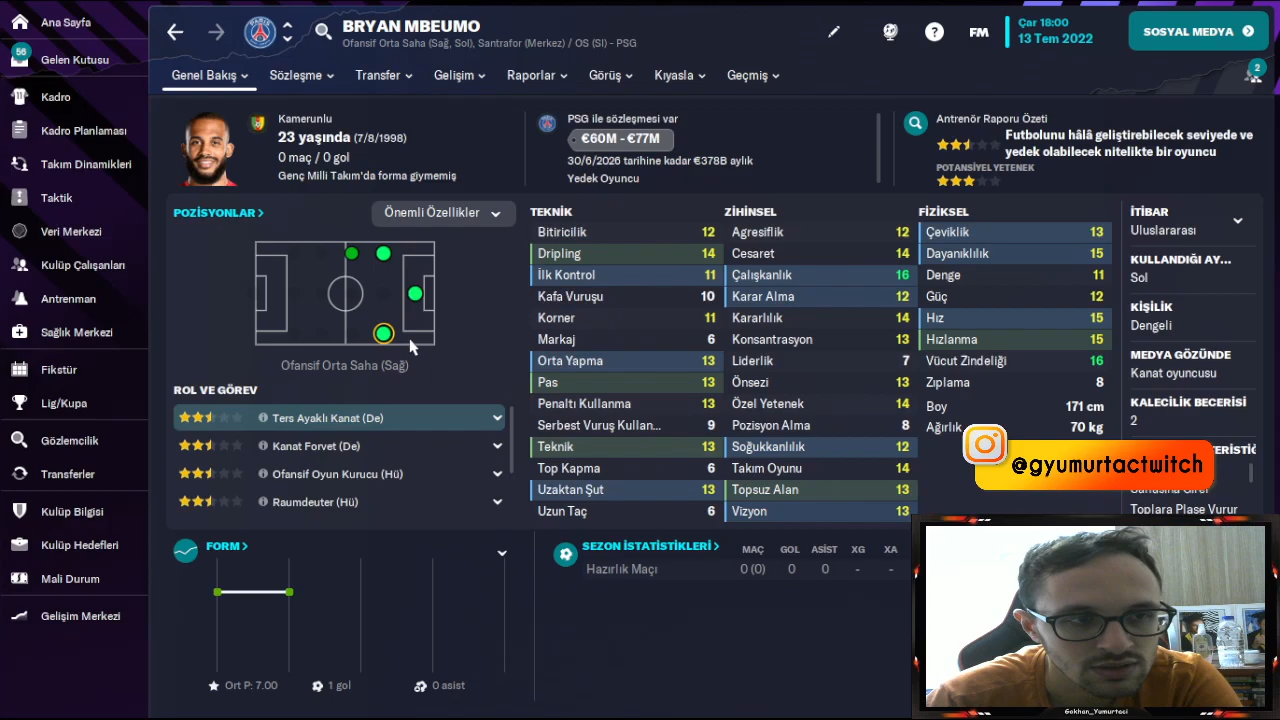 Ana Sayfa
56
Gelen Kutusu
Kadro
Kadro Planlaması
Takım Dinamikleri
Taktik
Veri Merkezi
Kulüp Çalışanları
Antrenman
Sağlık Merkezi
Fikstür
Lig/Kupa
Gözlemcilik
Transferler
Kulüp Bilgisi
Kulüp Hedefleri
Mali Durum
Gelişim Merkezi
BRYAN MBEUMO
Ofansif Orta Saha (Sağ, Sol), Santrafor (Merkez) / OS (Sl) - PSG
FM
Çar 18:00
13 Tem 2022
SOSYAL MEDYA
2
Genel Bakış
Sözleşme
Transfer
Gelişim
Raporlar
Görüş
Kıyasla
Geçmiş
Kamerunlu
23 yaşında (7/8/1998)
0 maç / 0 gol
Genç Milli Takım'da forma giymemiş
PSG ile sözleşmesi var
€60M - €77M
30/6/2026 tarihine kadar €378B aylık
Yedek Oyuncu
Antrenör Raporu Özeti
Futbolunu hâlâ geliştirebilecek seviyede ve
yedek olabilecek nitelikte bir oyuncu
POTANSİYEL YETENEK
POZİSYONLAR
Önemli Özellikler
Ofansif Orta Saha (Sağ)
ROL VE GÖREV
Ters Ayaklı Kanat (De)
Kanat Forvet (De)
Ofansif Oyun Kurucu (Hü)
Raumdeuter (Hü)
TEKNİK
Bitiricilik 12
Dripling 14
İlk Kontrol 11
Kafa Vuruşu 10
Korner 11
Markaj 6
Orta Yapma 13
Pas 13
Penaltı Kullanma 13
Serbest Vuruş Kullan... 9
Teknik 13
Top Kapma 6
Uzaktan Şut 13
Uzun Taç 6
ZİHİNSEL
Agresiflik 12
Cesaret 14
Çalışkanlık 16
Karar Alma 12
Kararlılık 14
Konsantrasyon 13
Liderlik 7
Önsezi 13
Özel Yetenek 14
Pozisyon Alma 8
Soğukkanlılık 12
Takım Oyunu 14
Topsuz Alan 13
Vizyon 13
FİZİKSEL
Çeviklik 13
Dayanıklılık 15
Denge 11
Güç 12
Hız 15
Hızlanma 15
Vücut Zindeliği 16
Zıplama 8
Boy 171 cm
Ağırlık 70 kg
İTİBAR
Uluslararası
KULLANDIĞI AY...
Sol
KİŞİLİK
Dengeli
MEDYA GÖZÜNDE
Kanat oyuncusu
KALECİLİK BECERİSİ
2
Toplara Plase Vurur
@gyumurtactwitch
FORM
Ort P: 7.00
1 gol
0 asist
SEZON İSTATİSTİKLERİ
MAÇ GOL ASİST XG XA
Hazırlık Maçı 0 (0) 0 0 - -
Gokhan_Yumurtaci